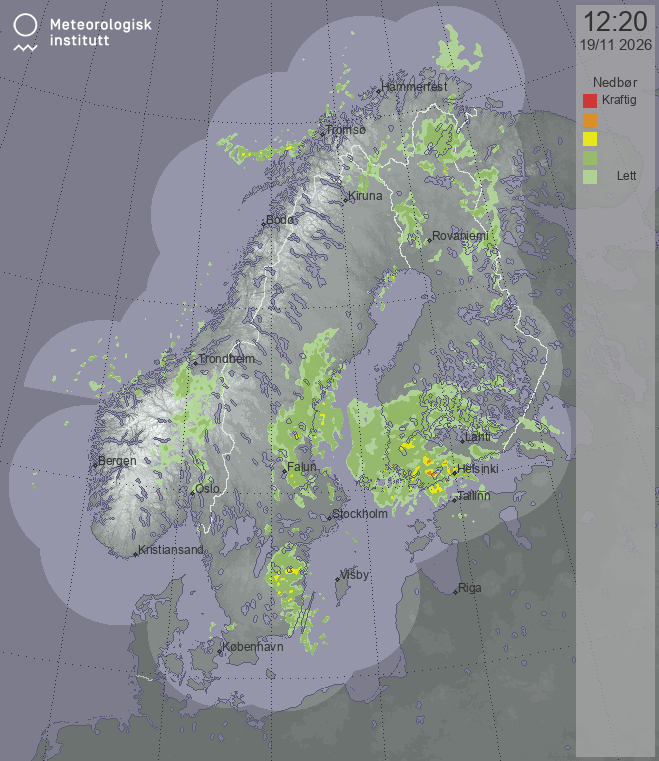 Meteorologisk
institutt
12:20
19/11 2026
Nedbør
Kraftig
Lett
Hammerfest
Tromsø
Kiruna
Bodø
Rovaniemi
Trondheim
Lahti
Bergen
Falun
Helsinki
Oslo
Tallinn
Stockholm
Kristiansand
Visby
Riga
København